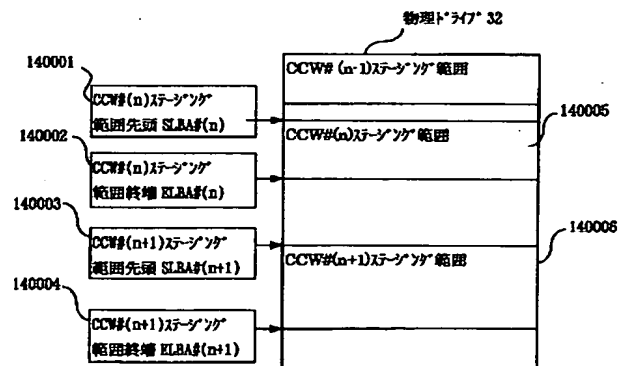 物理ﾄﾞﾗｲﾌﾞ 32
140001
CCW#(n-1)ステージング範囲
CCW#(n)ｽﾃｰｼﾞﾝｸﾞ
範囲先頭 SLBA#(n)
140005
140002
CCW#(n)ｽﾃｰｼﾞﾝｸﾞ範囲
CCW#(n)ｽﾃｰｼﾞﾝｸﾞ
範囲終端 ELBA#(n)
140003
140006
CCW#(n+1)ｽﾃｰｼﾞﾝｸﾞ
範囲先頭 SLBA#(n+1)
CCW#(n+1)ｽﾃｰｼﾞﾝｸﾞ範囲
140004
CCW#(n+1)ｽﾃｰｼﾞﾝｸﾞ
範囲終端 ELBA#(n+1)